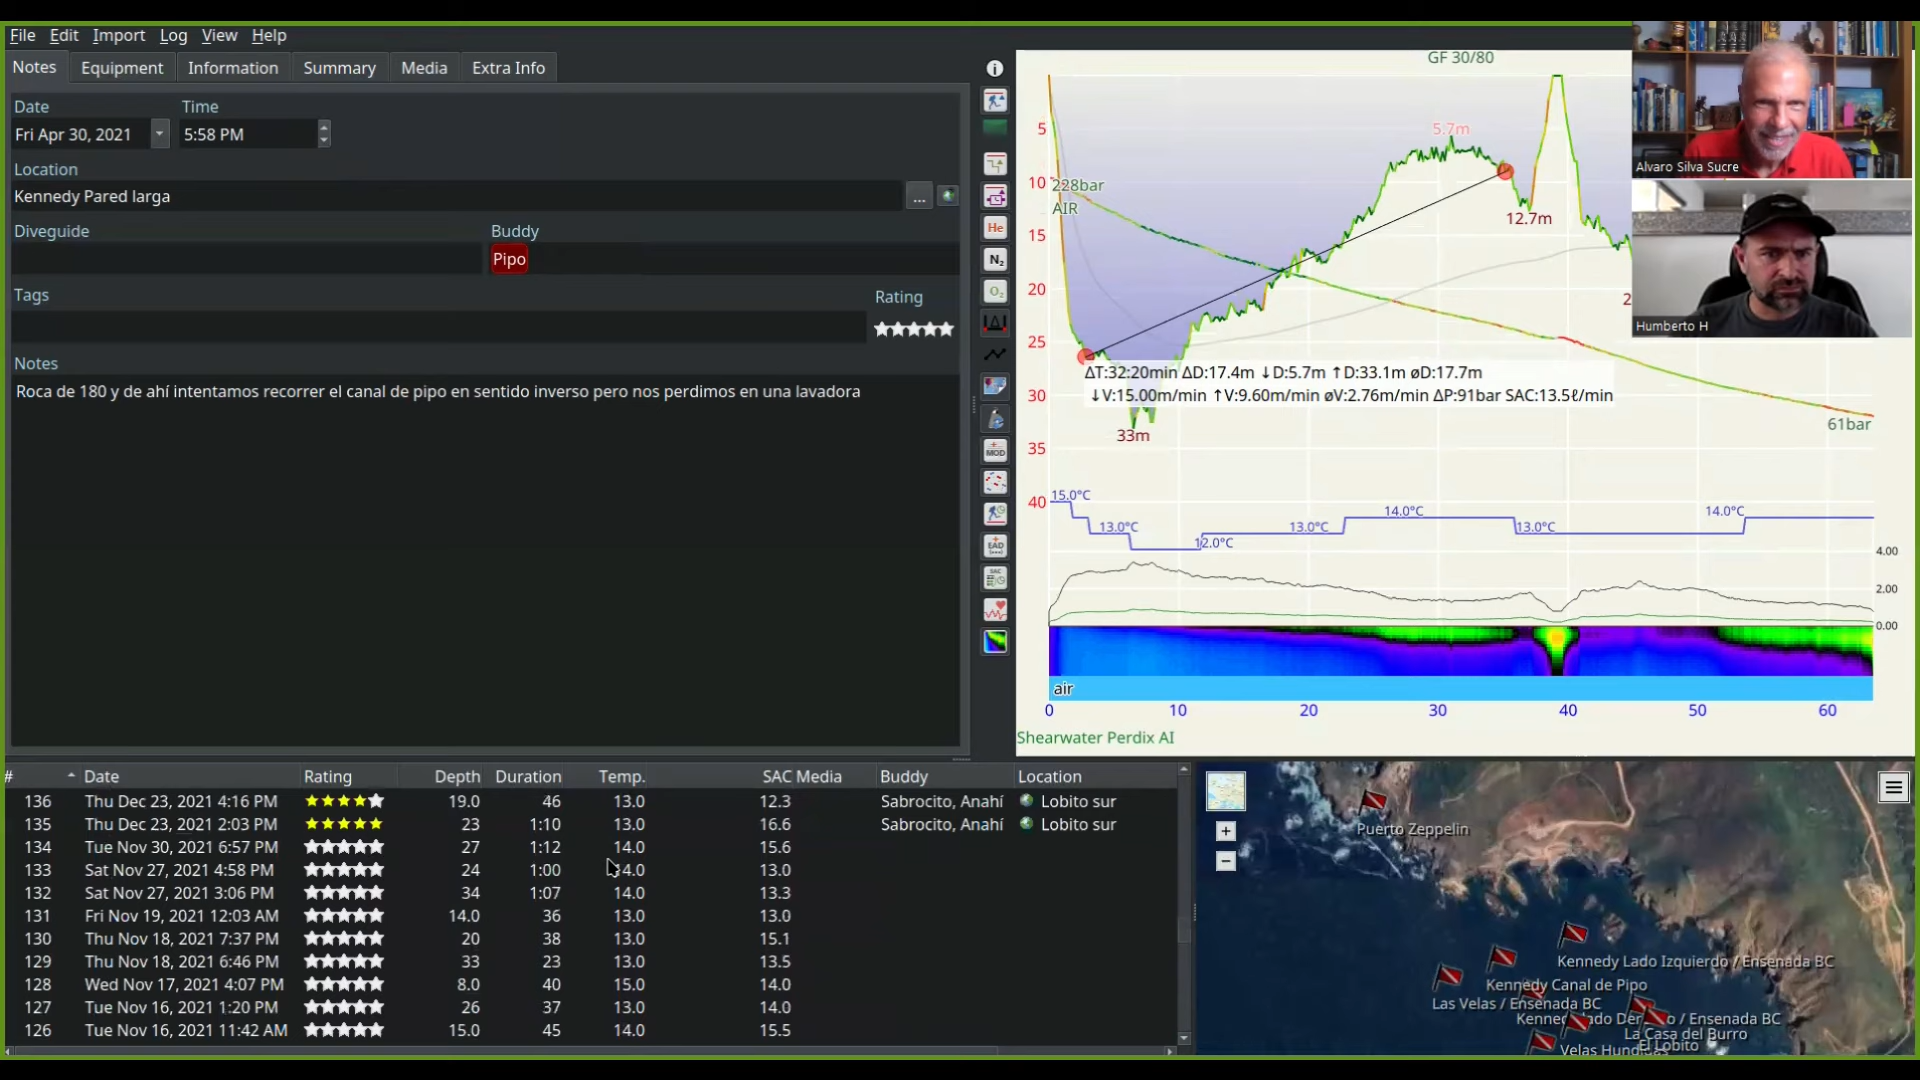 File Edit Import Log View Help
Notes Equipment Information Summary Media Extra Info
Date Time
Fri Apr 30, 2021 5:58 PM
Location
Kennedy Pared larga
...
Diveguide Buddy
Pipo
Tags Rating
Notes
Roca de 180 y de ahí intentamos recorrer el canal de pipo en sentido inverso pero nos perdimos en una lavadora
He
N₂
O₂
MOD
EAD
SAC
GF 30/80
5
10
15
20
25
30
35
40
228bar
AIR
5.7m
12.7m
2
33m
61bar
ΔT:32:20min ΔD:17.4m ↓D:5.7m ↑D:33.1m øD:17.7m
↓V:15.00m/min ↑V:9.60m/min øV:2.76m/min ΔP:91bar SAC:13.5ℓ/min
15.0°C
13.0°C
12.0°C
13.0°C
14.0°C
13.0°C
14.0°C
4.00
2.00
0.00
air
0 10 20 30 40 50 60
Shearwater Perdix AI
Alvaro Silva Sucre
Humberto H
# Date Rating Depth Duration Temp. SAC Media Buddy Location
136 Thu Dec 23, 2021 4:16 PM 19.0 46 13.0 12.3 Sabrocito, Anahí Lobito sur
135 Thu Dec 23, 2021 2:03 PM 23 1:10 13.0 16.6 Sabrocito, Anahí Lobito sur
134 Tue Nov 30, 2021 6:57 PM 27 1:12 14.0 15.6
133 Sat Nov 27, 2021 4:58 PM 24 1:00 14.0 13.0
132 Sat Nov 27, 2021 3:06 PM 34 1:07 14.0 13.3
131 Fri Nov 19, 2021 12:03 AM 14.0 36 13.0 13.0
130 Thu Nov 18, 2021 7:37 PM 20 38 13.0 15.1
129 Thu Nov 18, 2021 6:46 PM 33 23 13.0 13.5
128 Wed Nov 17, 2021 4:07 PM 8.0 40 15.0 14.0
127 Tue Nov 16, 2021 1:20 PM 26 37 13.0 14.0
126 Tue Nov 16, 2021 11:42 AM 15.0 45 14.0 15.5
+
−
Puerto Zeppelin
Kennedy Lado Izquierdo / Ensenada BC
Kennedy Canal de Pipo
Las Velas / Ensenada BC
/ Ensenada BC
La Casa del Burro
El Lobito
Velas